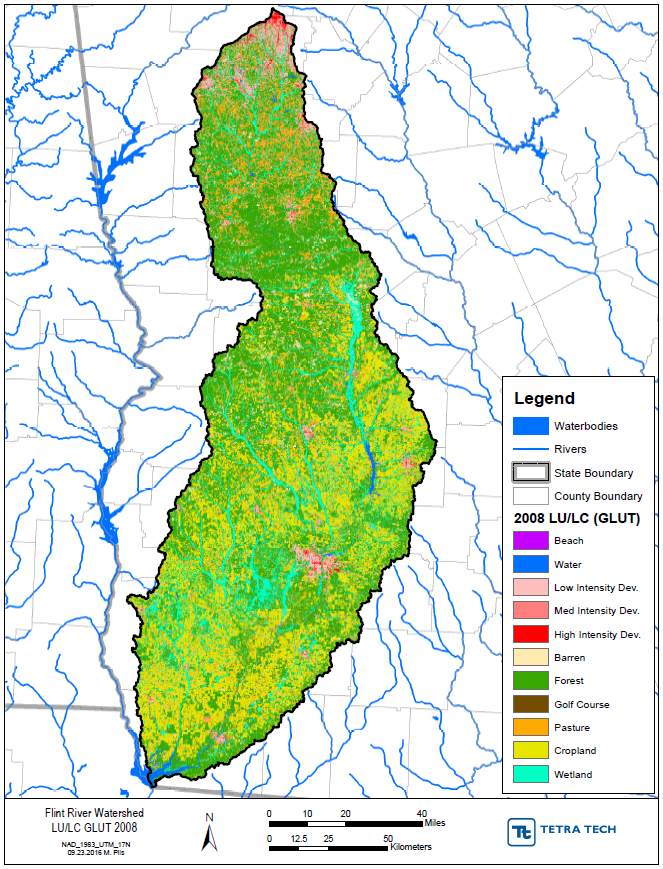 Legend
Waterbodies
Rivers
State Boundary
County Boundary
2008 LU/LC (GLUT)
Beach
Water
Low Intensity Dev.
Med Intensity Dev.
High Intensity Dev.
Barren
Forest
Golf Course
Pasture
Cropland
Wetland
Flint River Watershed
LU/LC GLUT 2008
NAD_1983_UTM_17N
09.23.2016 M. Plis
N
0 10 20 40
Miles
0 12.5 25 50
Kilometers
Tt TETRA TECH